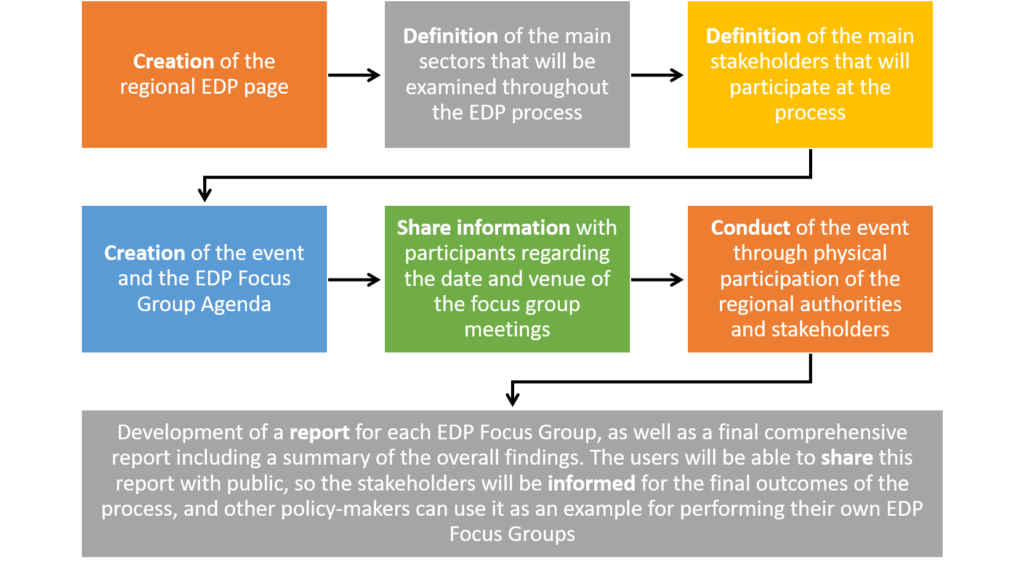 Creation of the
regional EDP page
Definition of the main
sectors that will be
examined throughout
the EDP process
Definition of the main
stakeholders that will
participate at the
process
Creation of the event
and the EDP Focus
Group Agenda
Share information with
participants regarding
the date and venue of
the focus group
meetings
Conduct of the event
through physical
participation of the
regional authorities
and stakeholders
Development of a report for each EDP Focus Group, as well as a final comprehensive
report including a summary of the overall findings. The users will be able to share this
report with public, so the stakeholders will be informed for the final outcomes of the
process, and other policy-makers can use it as an example for performing their own EDP
Focus Groups